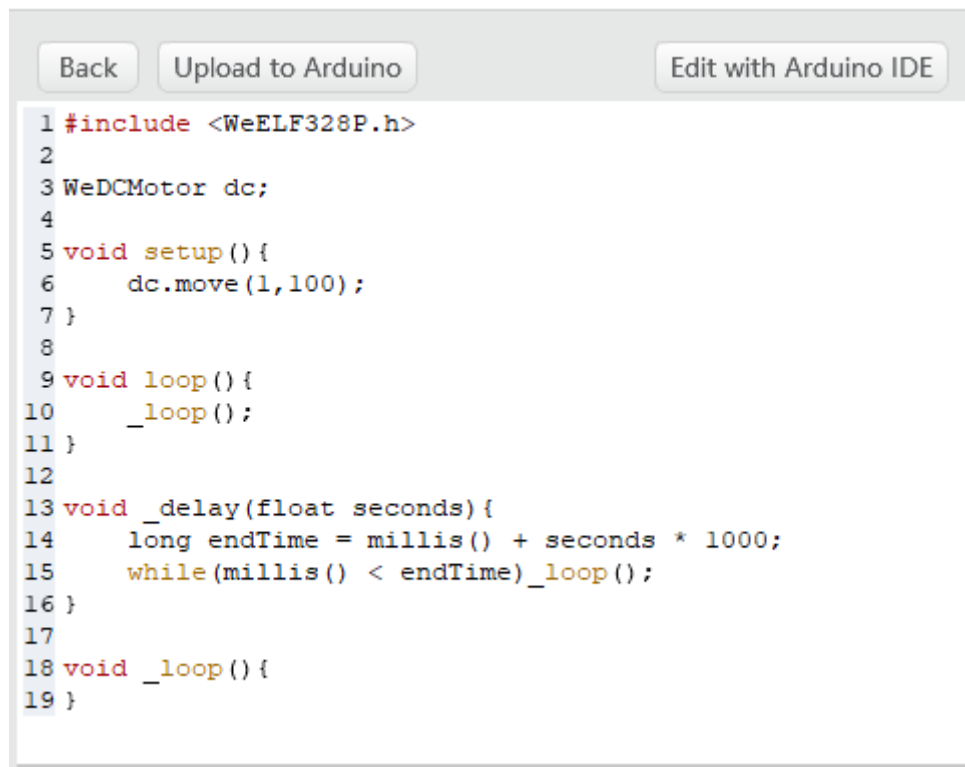 Back Upload to Arduino Edit with Arduino IDE
1 #include <WeELF328P.h>
2
3 WeDCMotor dc;
4
5 void setup(){
6     dc.move(1,100);
7 }
8
9 void loop(){
10     _loop();
11 }
12
13 void _delay(float seconds){
14     long endTime = millis() + seconds * 1000;
15     while(millis() < endTime)_loop();
16 }
17
18 void _loop(){
19 }